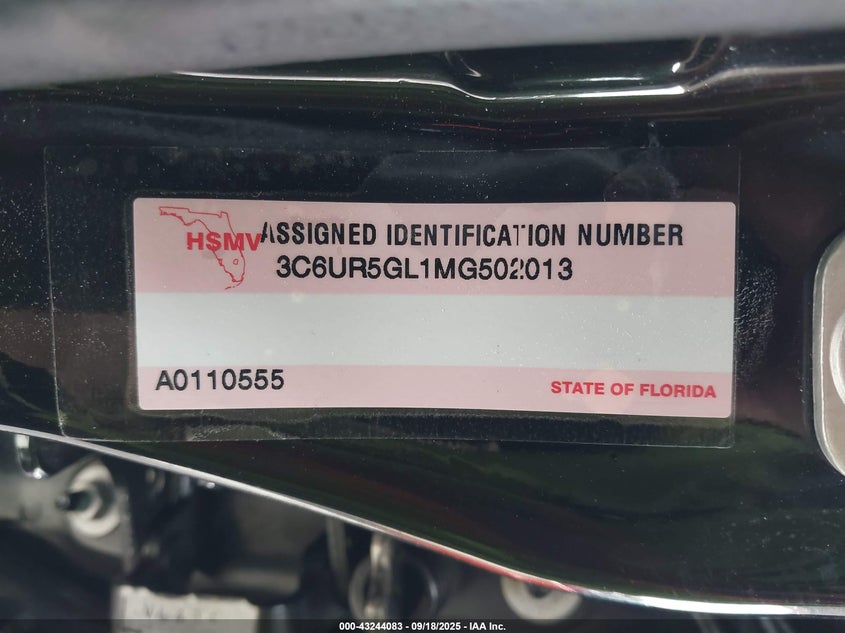 HSMV ASSIGNED IDENTIFICATION NUMBER
3C6UR5GL1MG502013
A0110555
STATE OF FLORIDA
000-43244083 - 09/18/2025 - IAA Inc.